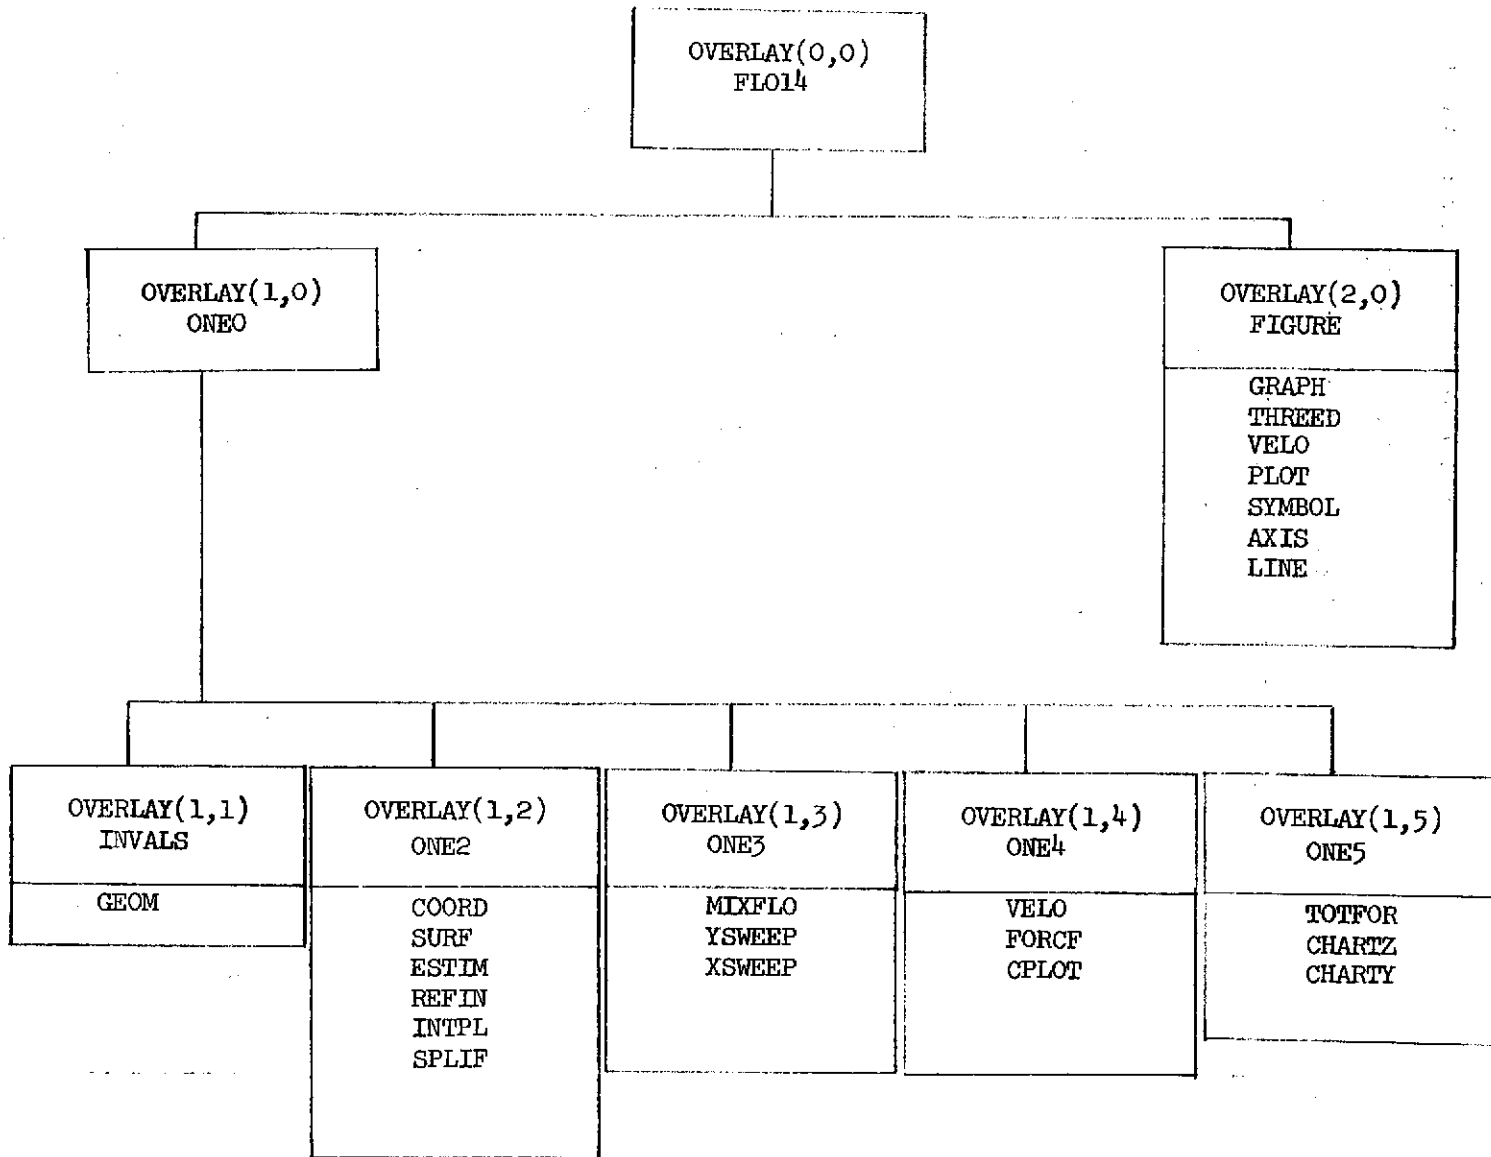 OVERLAY(0,0)
FLO14
OVERLAY(1,0)
ONE0
OVERLAY(2,0)
FIGURE
GRAPH
THREED
VELO
PLOT
SYMBOL
AXIS
LINE
OVERLAY(1,1)
INVALS
GEOM
OVERLAY(1,2)
ONE2
COORD
SURF
ESTIM
REFIN
INTPL
SPLIF
OVERLAY(1,3)
ONE3
MIXFLO
YSWEEP
XSWEEP
OVERLAY(1,4)
ONE4
VELO
FORCF
CPLOT
OVERLAY(1,5)
ONE5
TOTFOR
CHARTZ
CHARTY